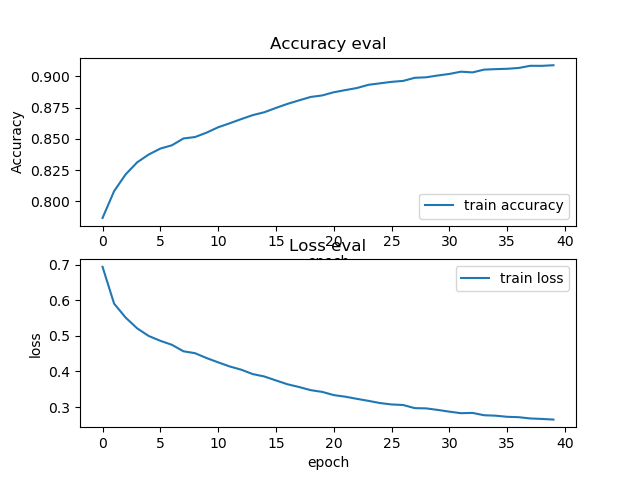 Accuracy eval
Accuracy
0.900
0.875
0.850
0.825
0.800
train accuracy
0 5 10 15 20 25 30 35 40
epoch
Loss eval
loss
0.7
0.6
0.5
0.4
0.3
train loss
0 5 10 15 20 25 30 35 40
epoch